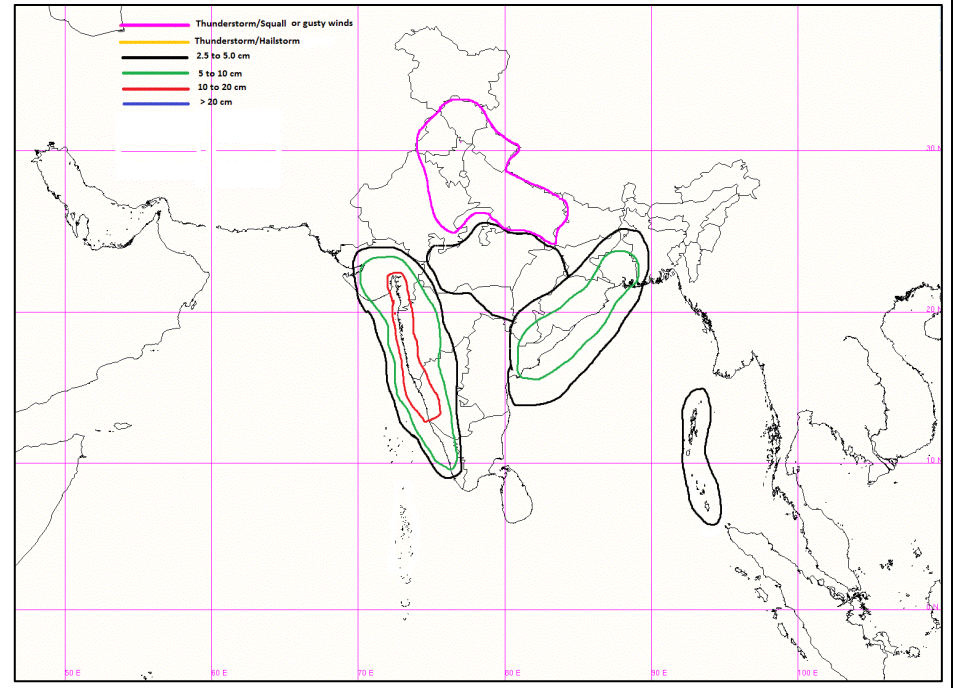 Thunderstorm/Squall or gusty winds
Thunderstorm/Hailstorm
2.5 to 5.0 cm
5 to 10 cm
10 to 20 cm
> 20 cm
30 N
20 N
10 N
50 E
60 E
70 E
80 E
90 E
100 E